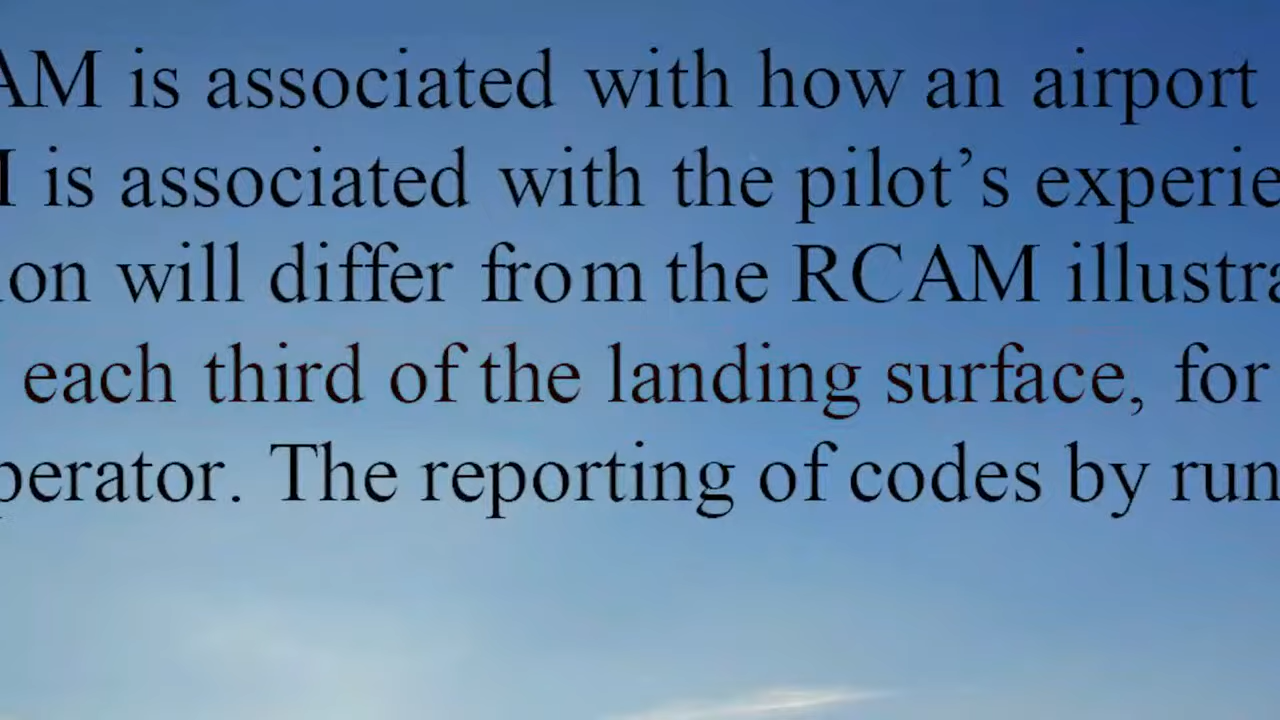 AM is associated with how an airport
is associated with the pilot's experie
on will differ from the RCAM illustra
each third of the landing surface, for
perator. The reporting of codes by run